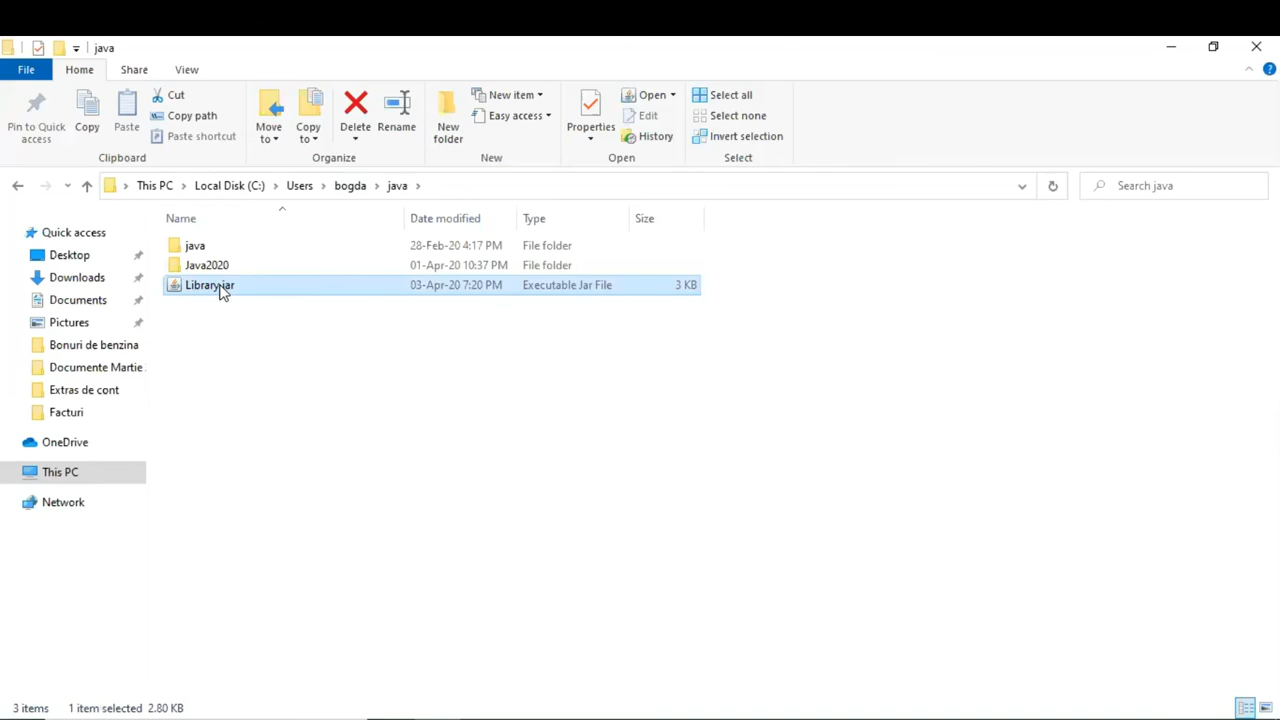 java
File Home Share View
Pin to Quick access
Copy
Paste
Cut
Copy path
Paste shortcut
Clipboard
Move to
Copy to
Delete
Rename
Organize
New folder
New item
Easy access
New
Properties
Open
Edit
History
Open
Select all
Select none
Invert selection
Select
This PC > Local Disk (C:) > Users > bogda > java >
Search java
Quick access
Desktop
Downloads
Documents
Pictures
Bonuri de benzina
Documente Martie
Extras de cont
Facturi
OneDrive
This PC
Network
Name Date modified Type Size
java 28-Feb-20 4:17 PM File folder
Java2020 01-Apr-20 10:37 PM File folder
Library.jar 03-Apr-20 7:20 PM Executable Jar File 3 KB
3 items 1 item selected 2.80 KB